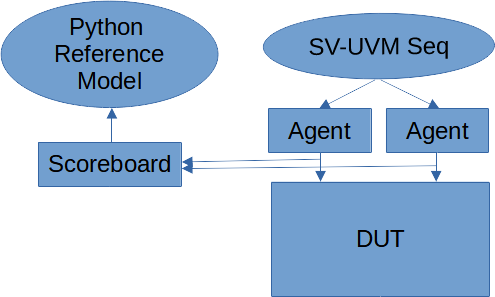 Python
Reference
Model
SV-UVM Seq
Agent
Agent
Scoreboard
DUT